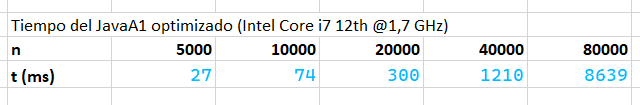 Tiempo del JavaA1 optimizado (Intel Core i7 12th @1,7 GHz)
n 5000 10000 20000 40000 80000
t (ms) 27 74 300 1210 8639